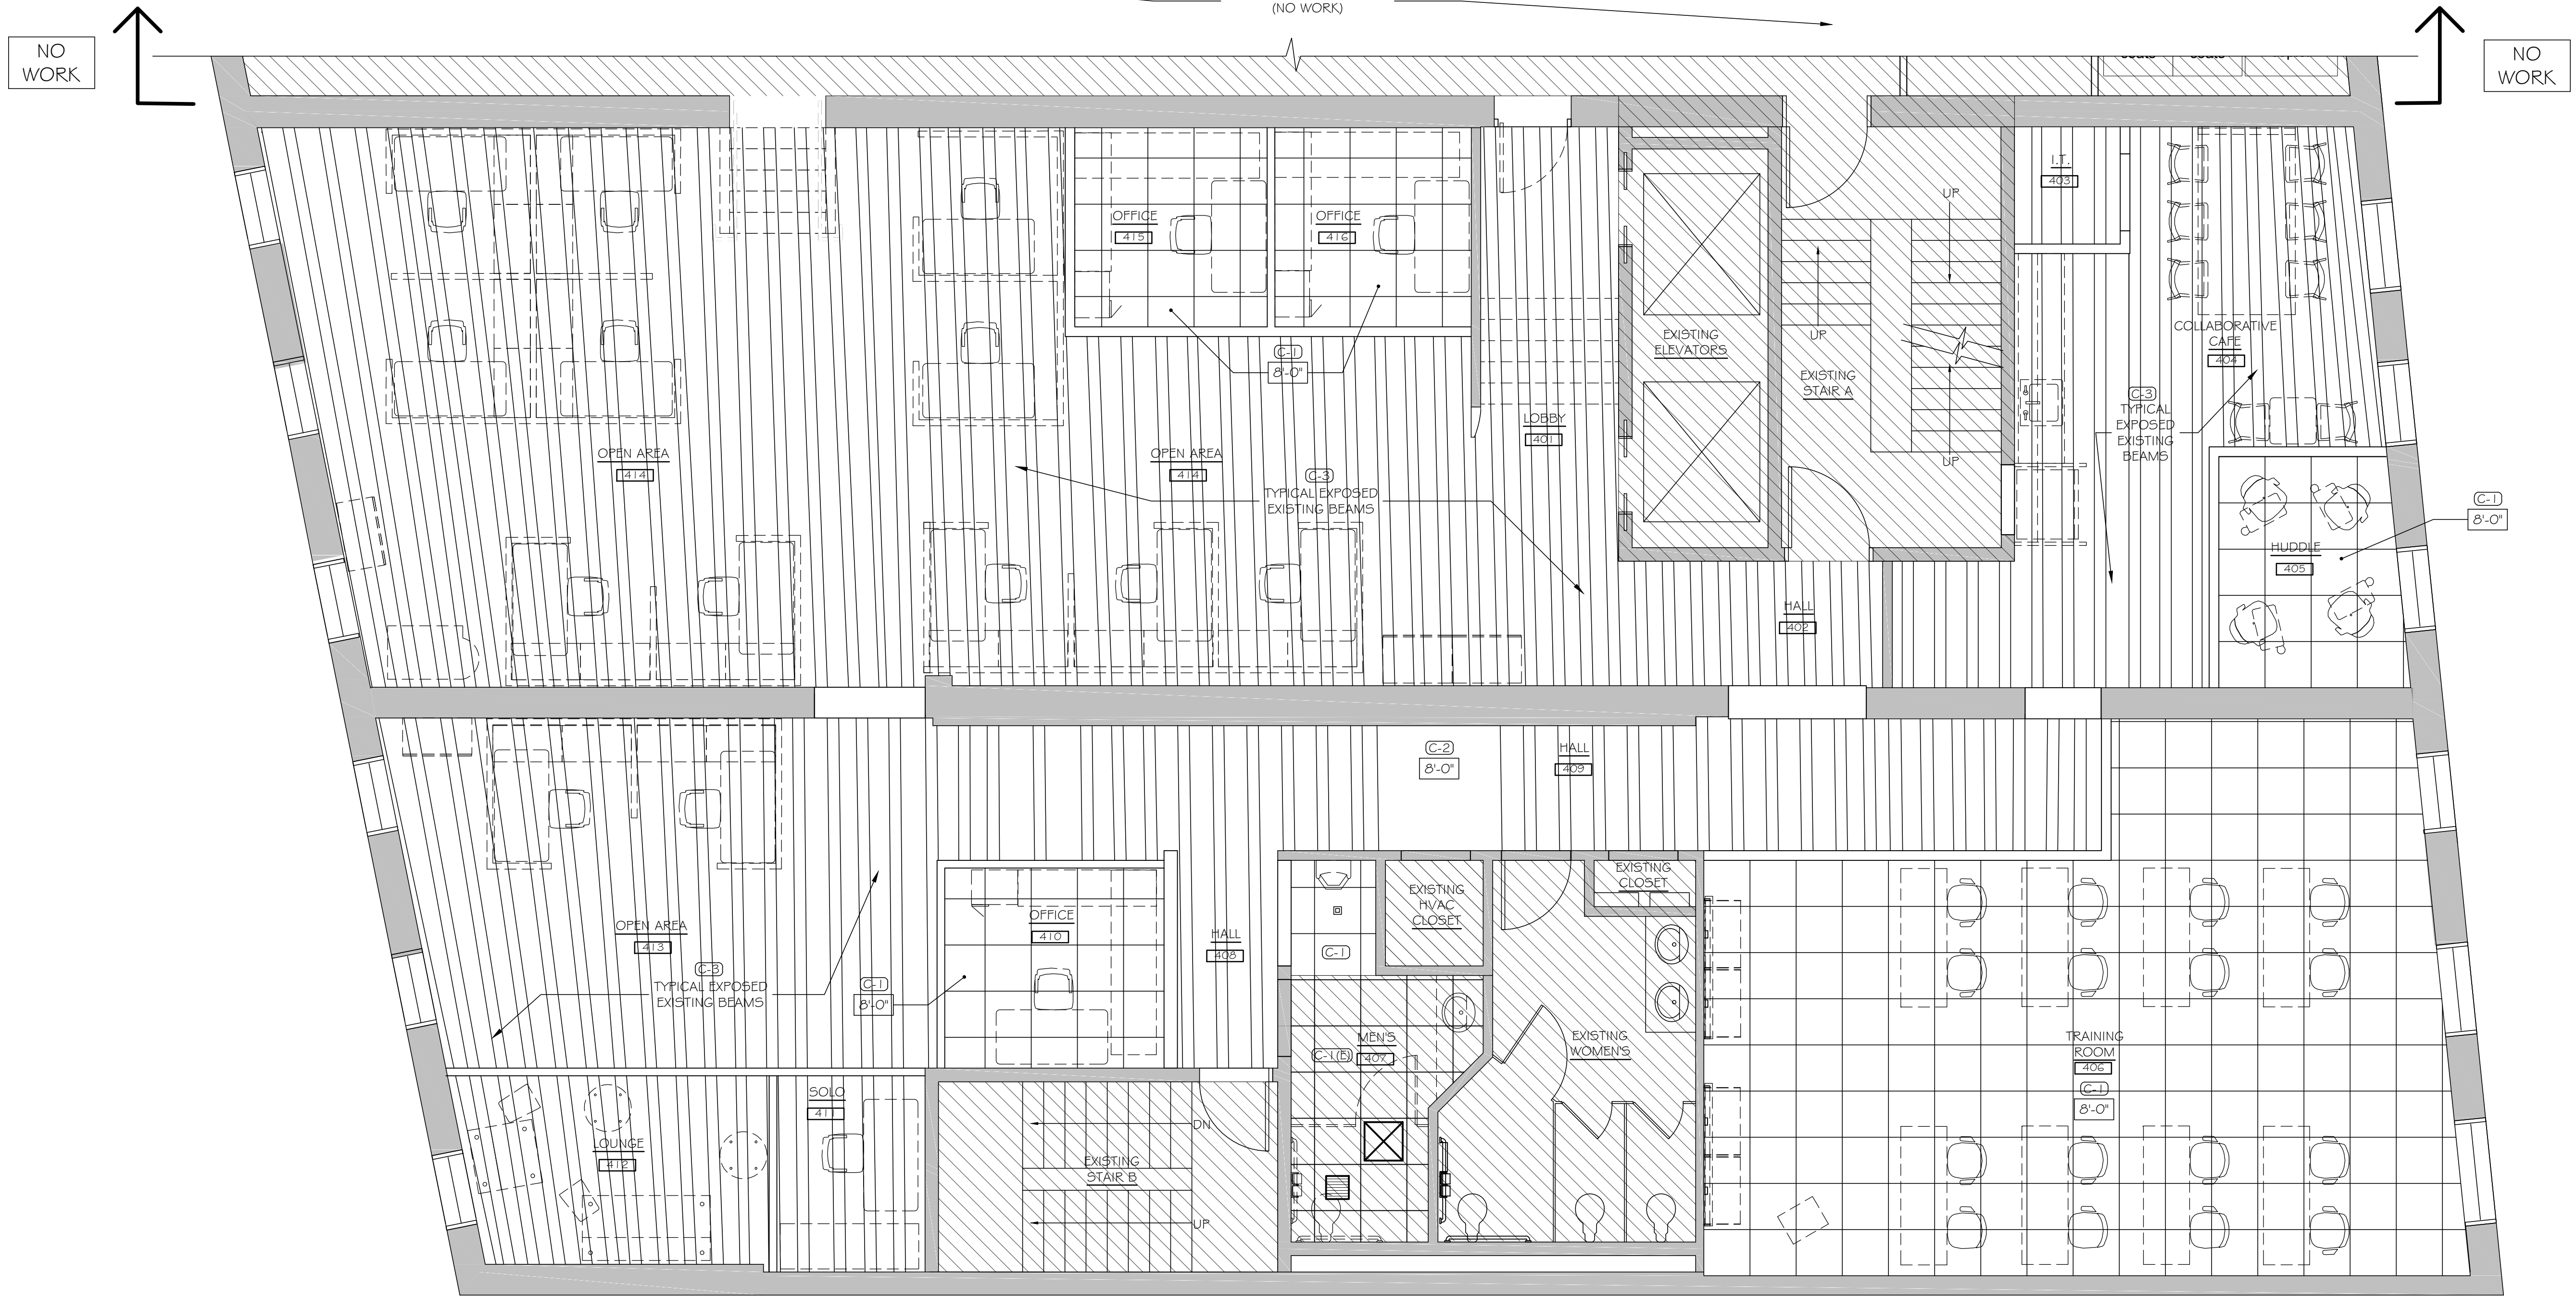 (NO WORK)
NO
WORK
NO
WORK
I.T.
403
UP
OFFICE
415
OFFICE
416
EXISTING
ELEVATORS
UP
COLLABORATIVE
CAFE
404
C-1
8'-0"
EXISTING
STAIR A
C-3
TYPICAL
EXPOSED
EXISTING
BEAMS
LOBBY
401
OPEN AREA
414
OPEN AREA
414
UP
C-3
TYPICAL EXPOSED
EXISTING BEAMS
C-1
8'-0"
HUDDLE
405
HALL
402
C-2
8'-0"
HALL
409
EXISTING
CLOSET
EXISTING
HVAC
CLOSET
OPEN AREA
413
OFFICE
410
HALL
408
C-1
C-3
TYPICAL EXPOSED
EXISTING BEAMS
C-1
8'-0"
MEN'S
407
C-1(E)
EXISTING
WOMEN'S
TRAINING
ROOM
406
C-1
8'-0"
SOLO
411
LOUNGE
412
DN
EXISTING
STAIR B
UP